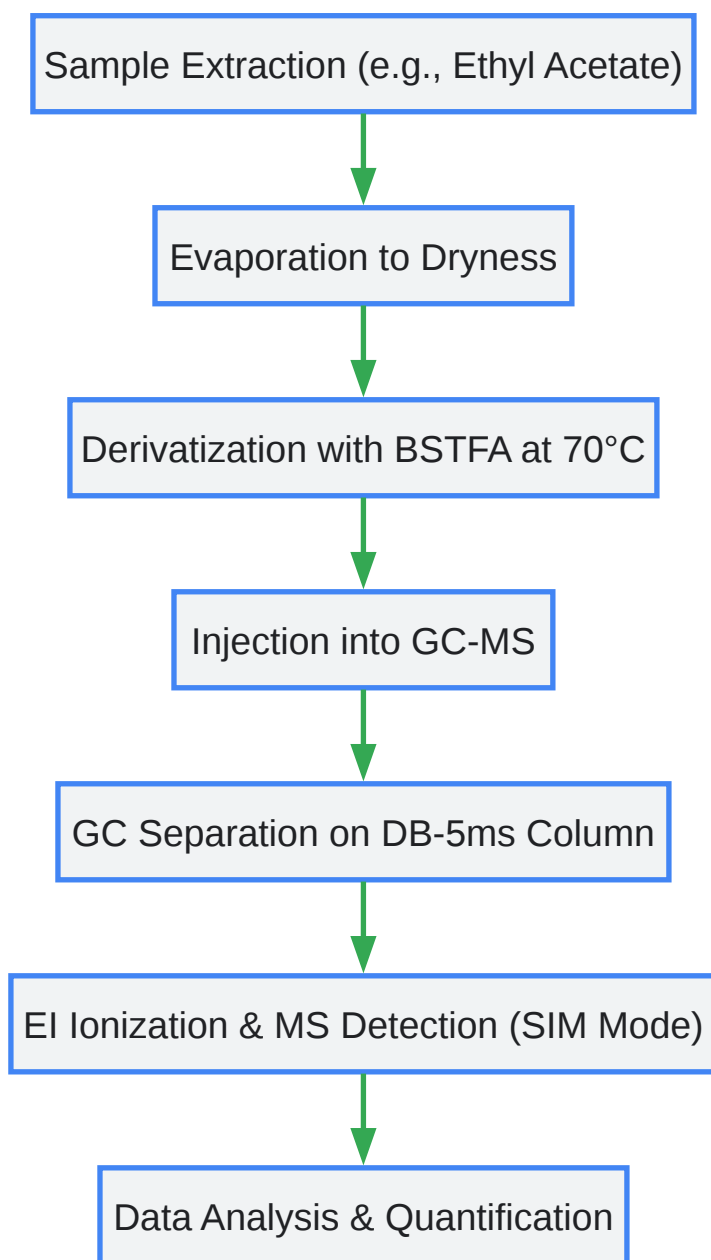 Sample Extraction (e.g., Ethyl Acetate)
Evaporation to Dryness
Derivatization with BSTFA at 70°C
Injection into GC-MS
GC Separation on DB-5ms Column
EI Ionization & MS Detection (SIM Mode)
Data Analysis & Quantification